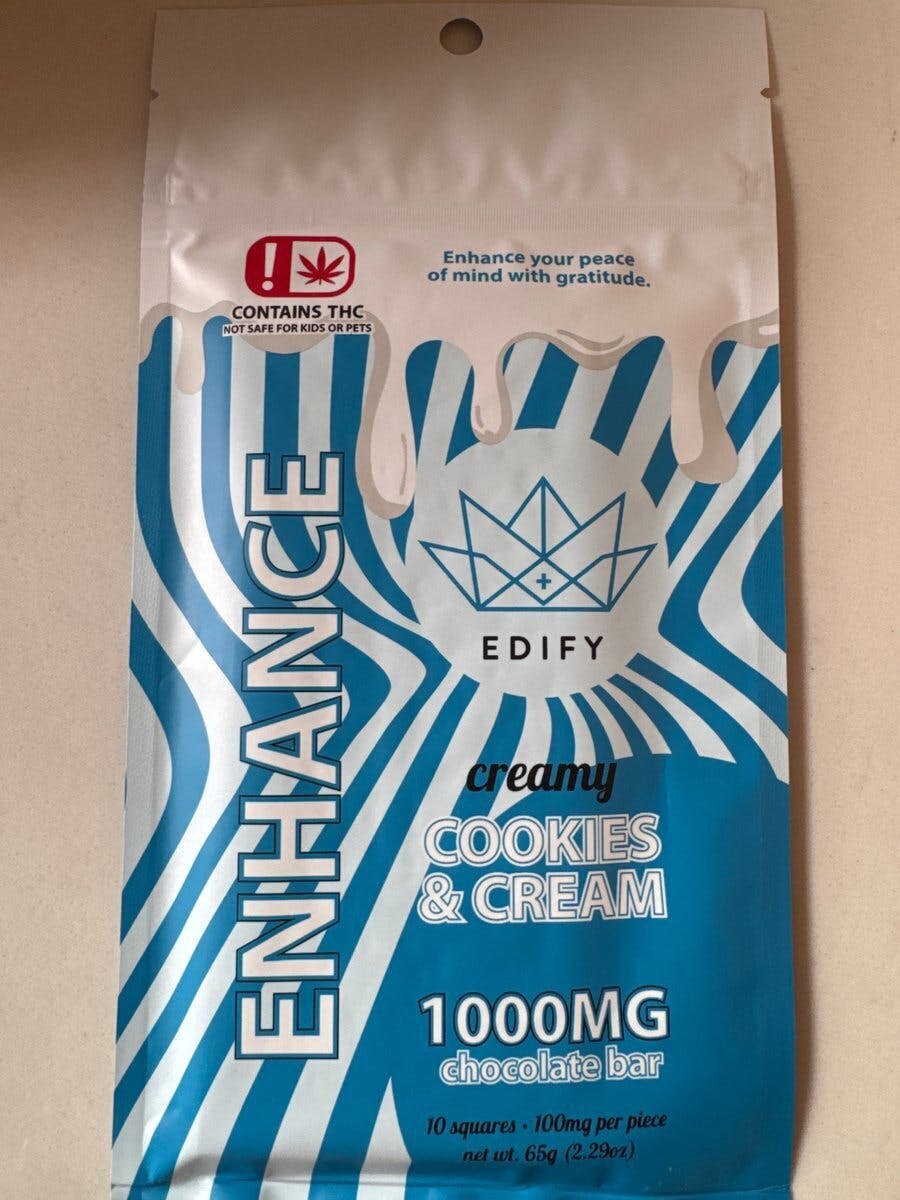 !
CONTAINS THC
NOT SAFE FOR KIDS OR PETS
Enhance your peace
of mind with gratitude.
ENHANCE
EDIFY
creamy
COOKIES
& CREAM
1000MG
chocolate bar
10 squares • 100mg per piece
net wt. 65g (2.29oz)